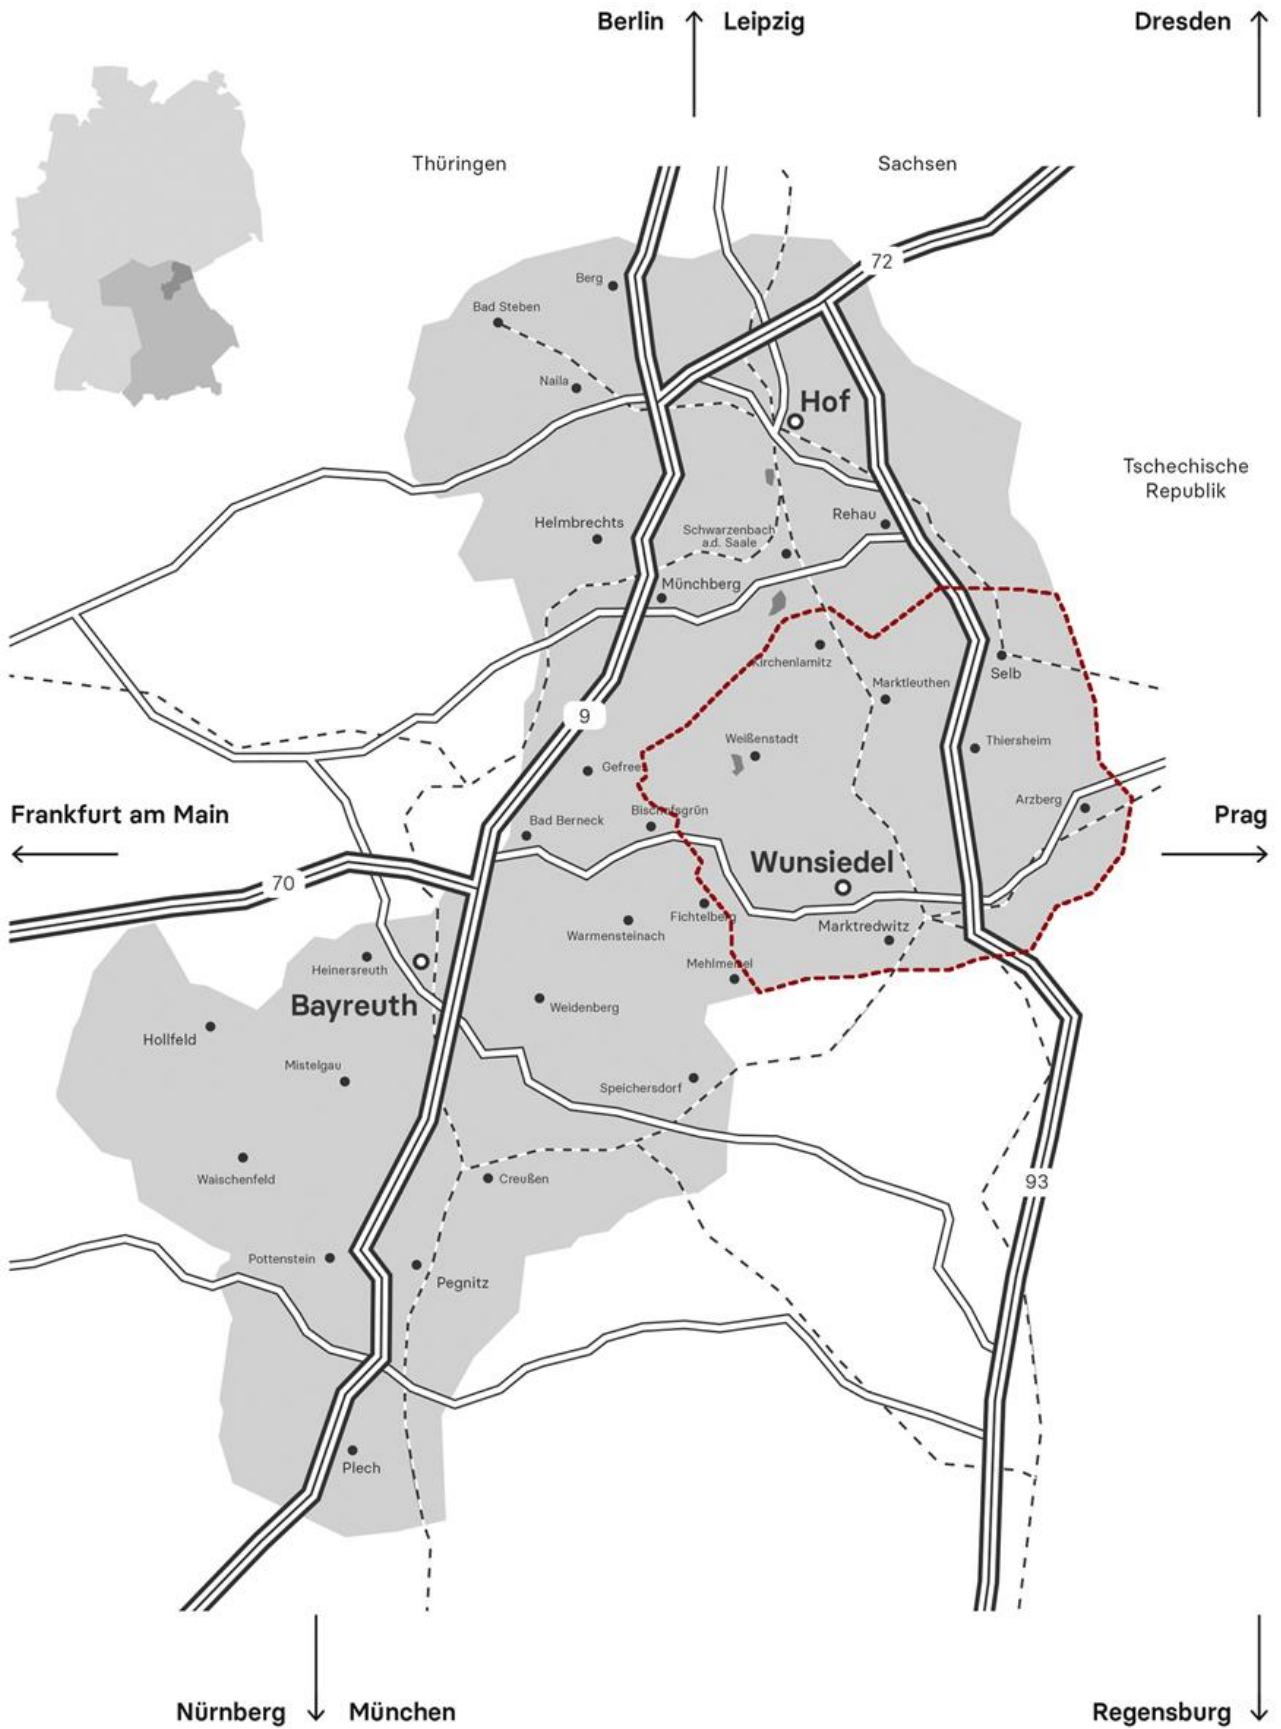 Berlin
Leipzig
Dresden
Thüringen
Sachsen
72
Berg
Bad Steben
Naila
Hof
Tschechische
Republik
Helmbrechts
Schwarzenbach
a.d. Saale
Rehau
Münchberg
Kirchenlamitz
Selb
Marktleuthen
9
Weißenstadt
Thiersheim
Gefrees
Arzberg
Frankfurt am Main
Bischofsgrün
Bad Berneck
Prag
Wunsiedel
70
Fichtelberg
Warmensteinach
Marktredwitz
Heinersreuth
Mehlmeisel
Bayreuth
Weidenberg
Hollfeld
Mistelgau
Speichersdorf
Waischenfeld
Creußen
93
Pottenstein
Pegnitz
Plech
Nürnberg
München
Regensburg